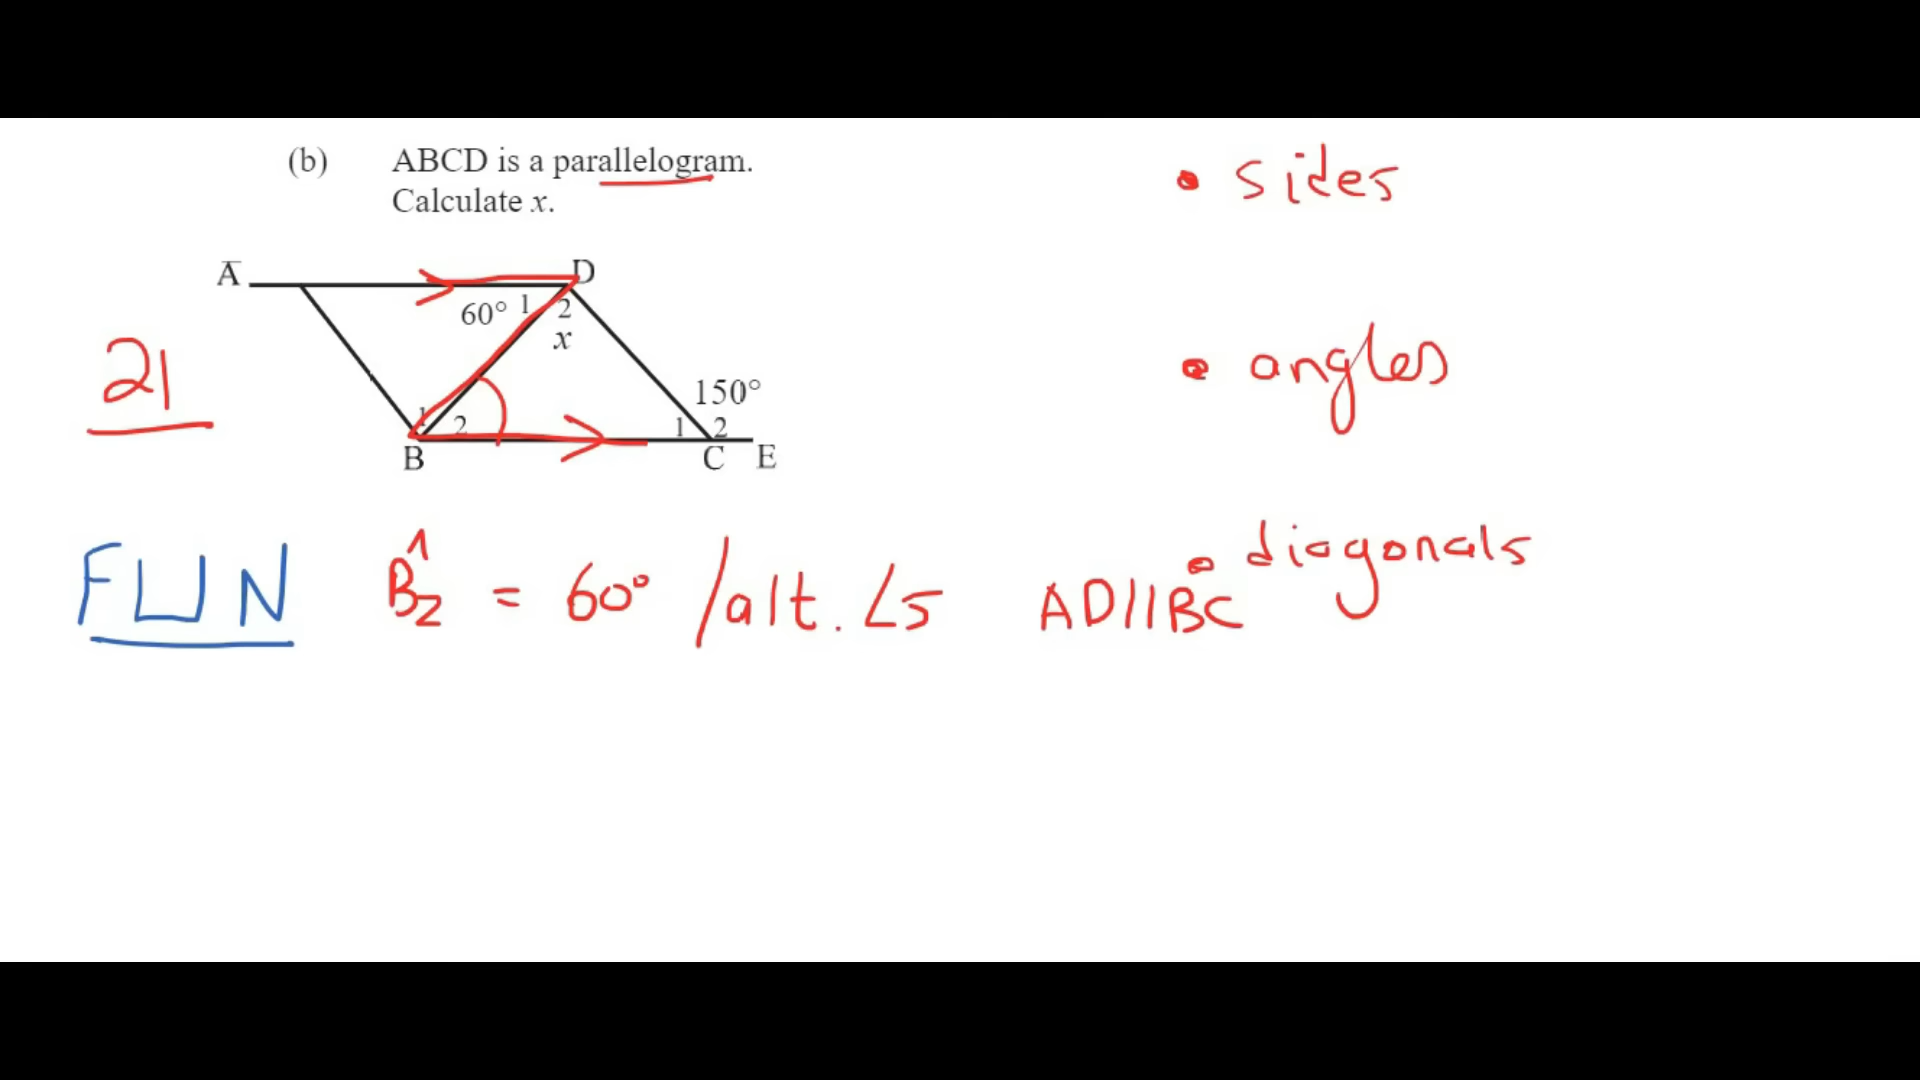 (b) ABCD is a parallelogram.
Calculate x.
• sides
A D
60° 1 2
x
21
• angles
150°
1 2 1 2
B C E
• diagonals
FUN B̂2 = 60° /alt. ∠s AD||BC